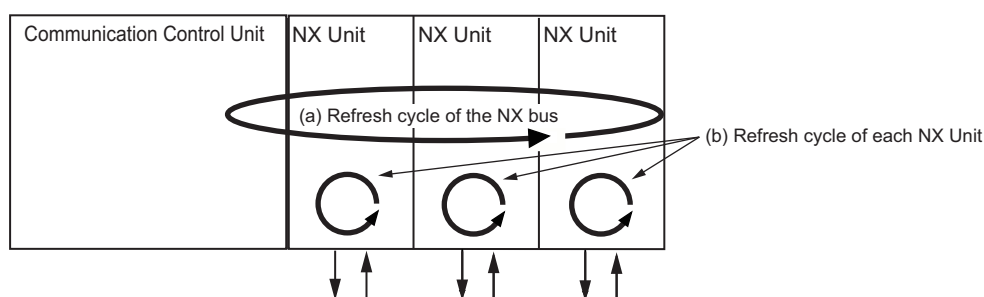 Communication Control Unit
NX Unit
NX Unit
NX Unit
(a) Refresh cycle of the NX bus
(b) Refresh cycle of each NX Unit